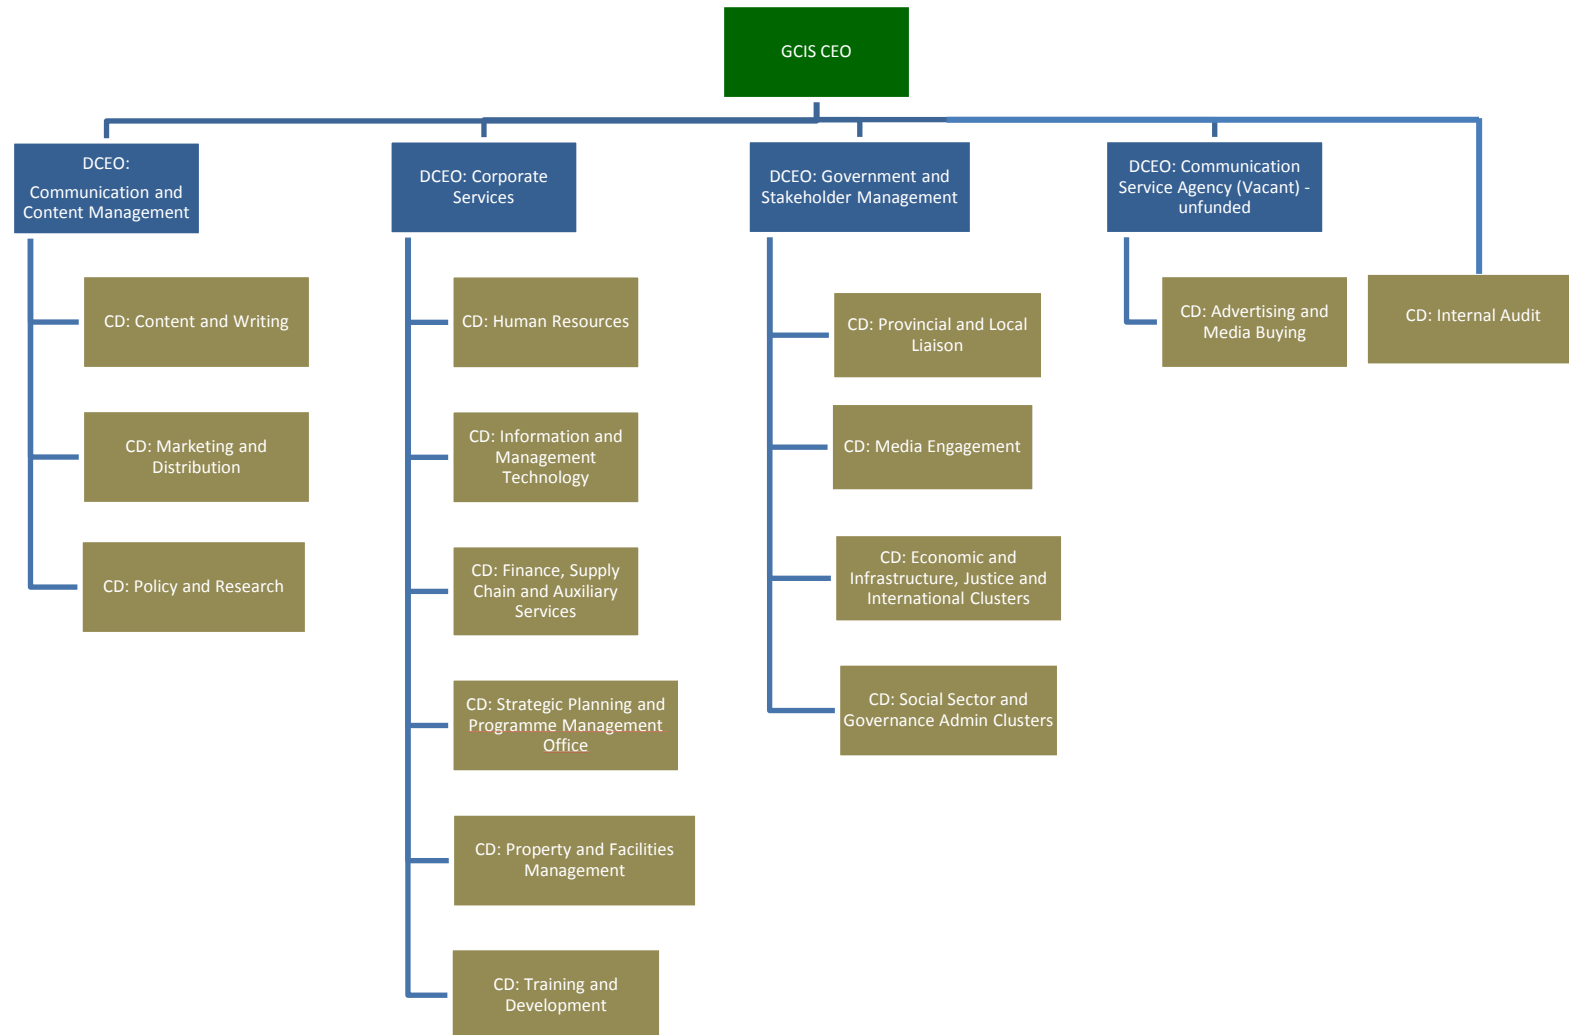 GCIS CEO
DCEO:
Communication and
Content Management
DCEO: Corporate
Services
DCEO: Government and
Stakeholder Management
DCEO: Communication
Service Agency (Vacant) -
unfunded
CD: Content and Writing
CD: Marketing and
Distribution
CD: Policy and Research
CD: Human Resources
CD: Information and
Management
Technology
CD: Finance, Supply
Chain and Auxiliary
Services
CD: Strategic Planning and
Programme Management
Office
CD: Property and Facilities
Management
CD: Training and
Development
CD: Provincial and Local
Liaison
CD: Media Engagement
CD: Economic and
Infrastructure, Justice and
International Clusters
CD: Social Sector and
Governance Admin Clusters
CD: Advertising and
Media Buying
CD: Internal Audit